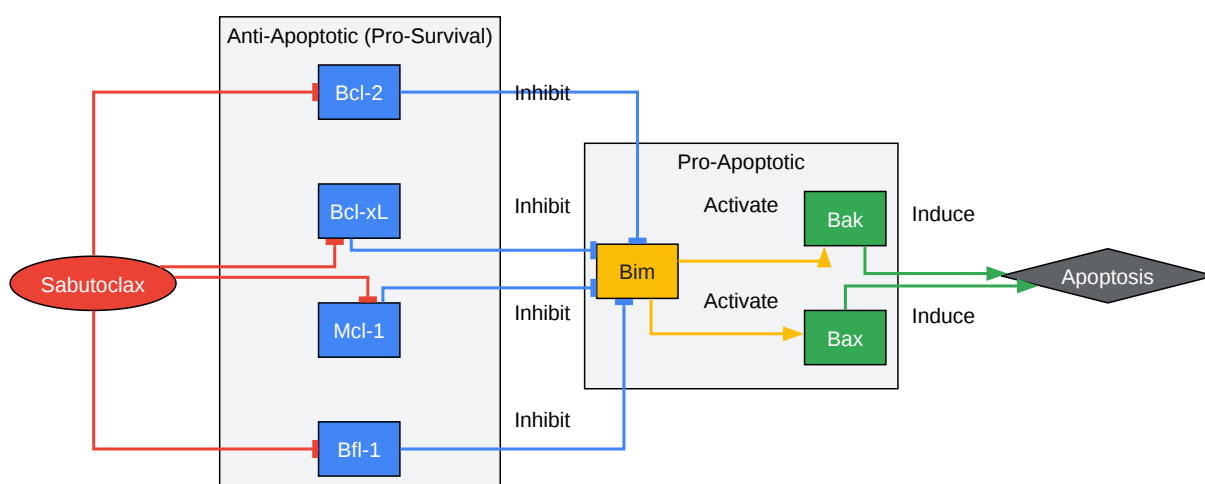 Anti-Apoptotic (Pro-Survival)
Bcl-2
Inhibit
Pro-Apoptotic
Bcl-xL
Inhibit
Activate
Bak
Induce
Sabutoclax
Bim
Apoptosis
Mcl-1
Inhibit
Activate
Bax
Induce
Bfl-1
Inhibit